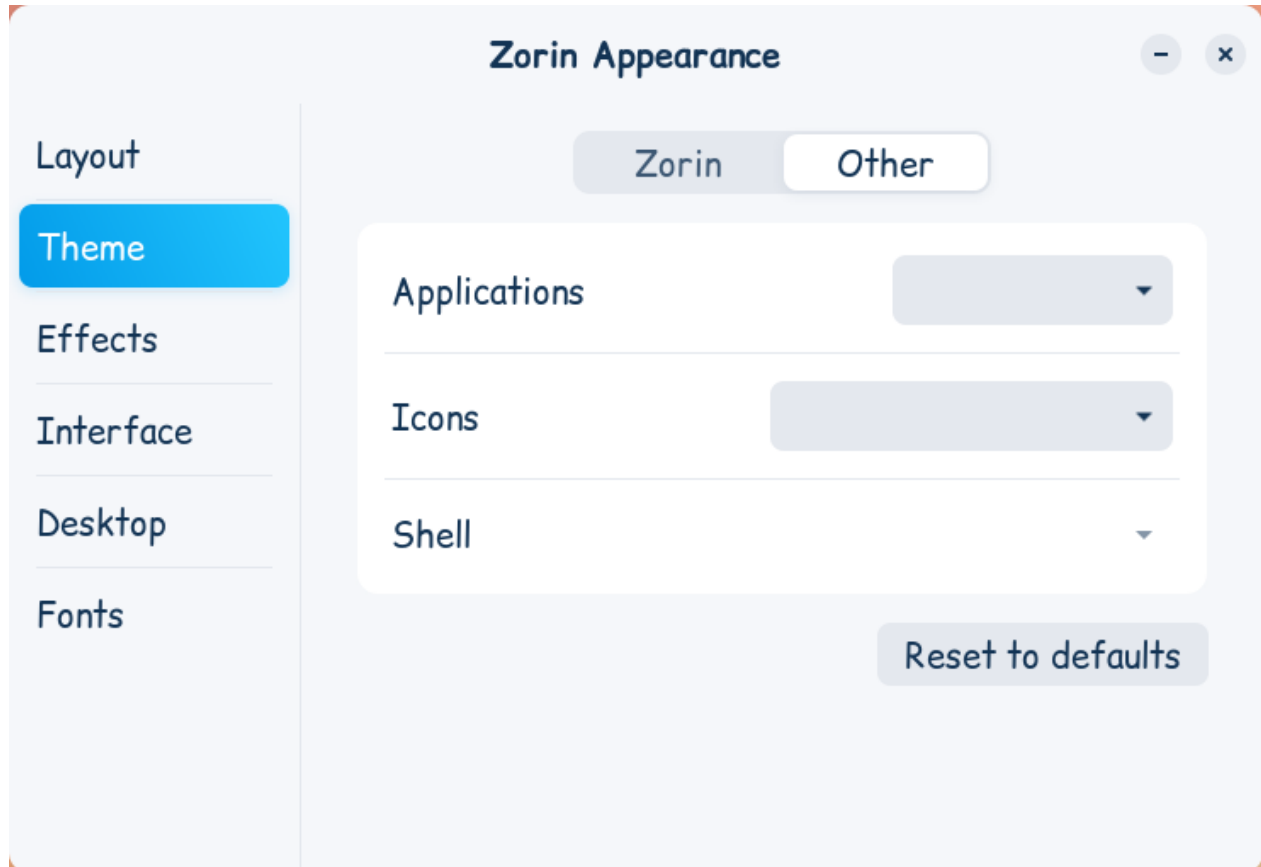 Zorin Appearance
Layout
Theme
Effects
Interface
Desktop
Fonts
Zorin
Other
Applications
Icons
Shell
Reset to defaults